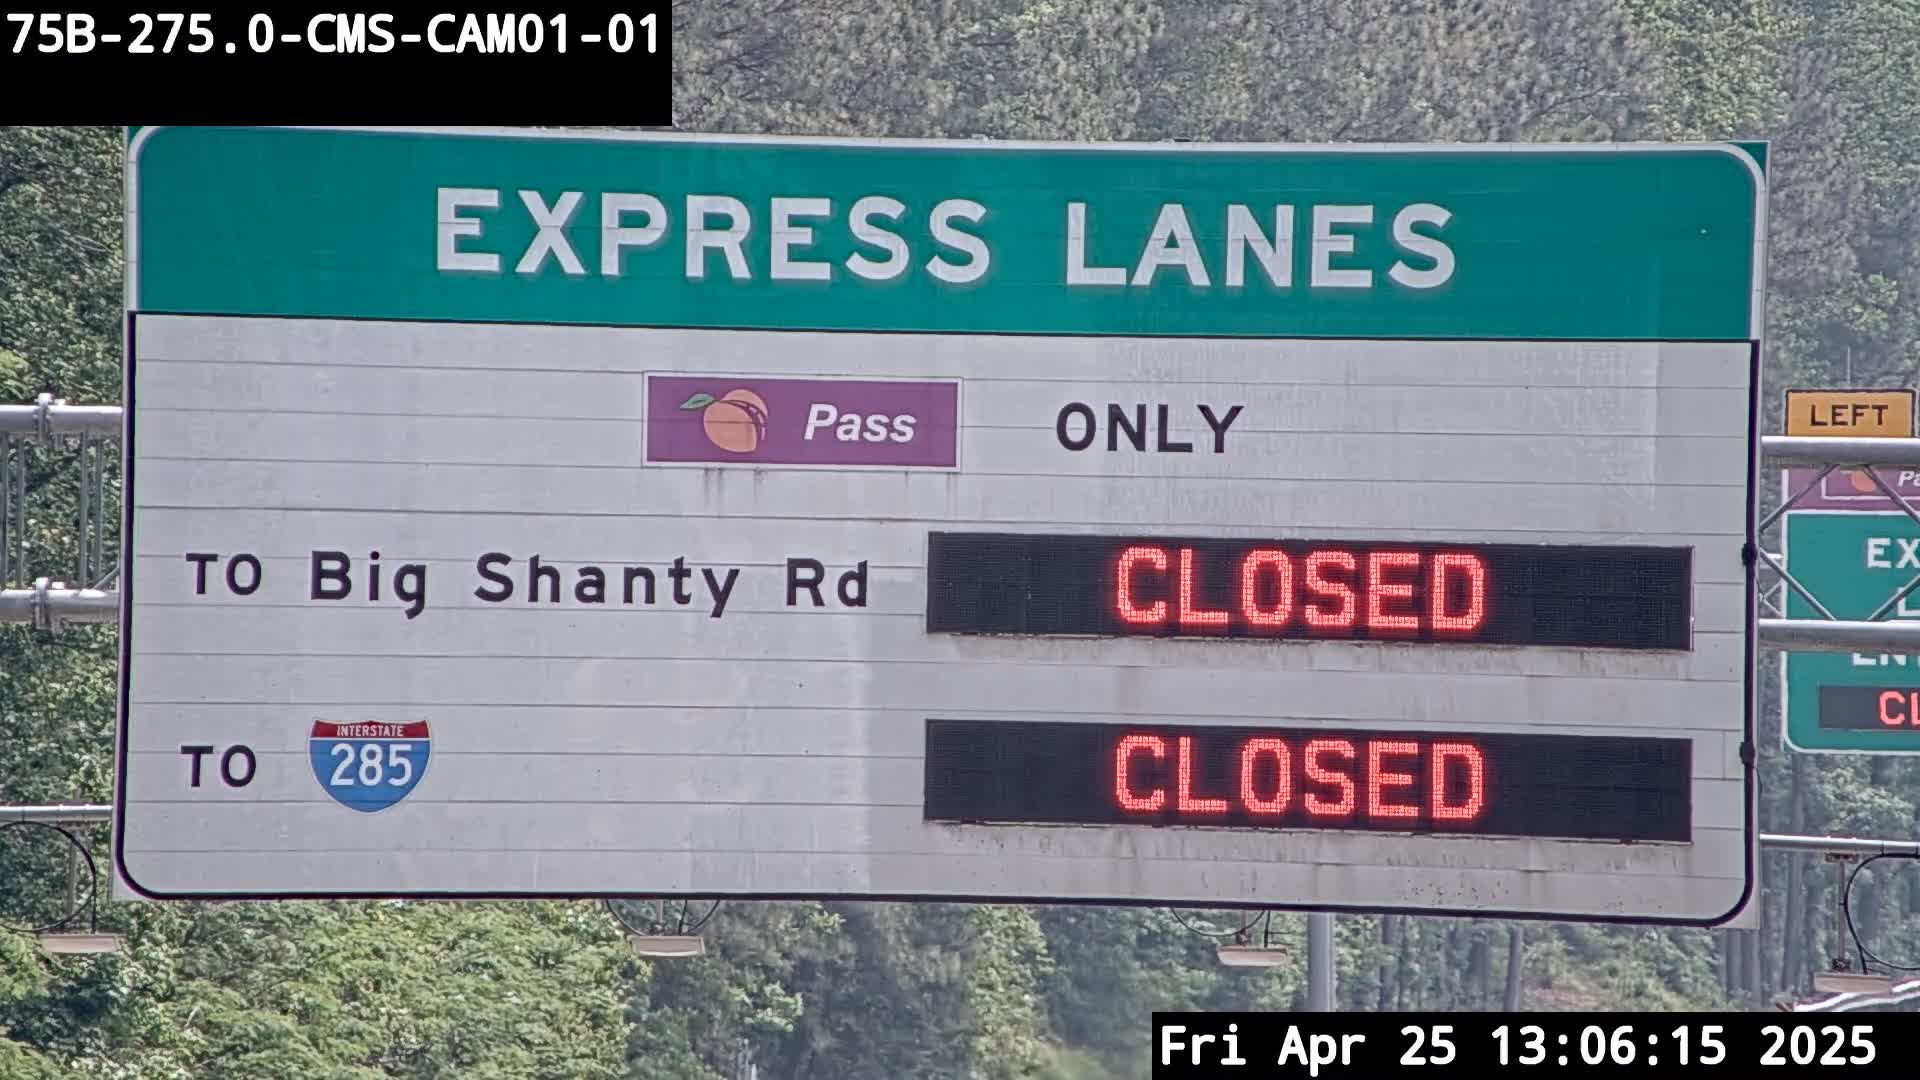 75B-275.0-CMS-CAM01-01
EXPRESS LANES
Pass ONLY
TO Big Shanty Rd CLOSED
TO INTERSTATE 285 CLOSED
LEFT
Fri Apr 25 13:06:15 2025